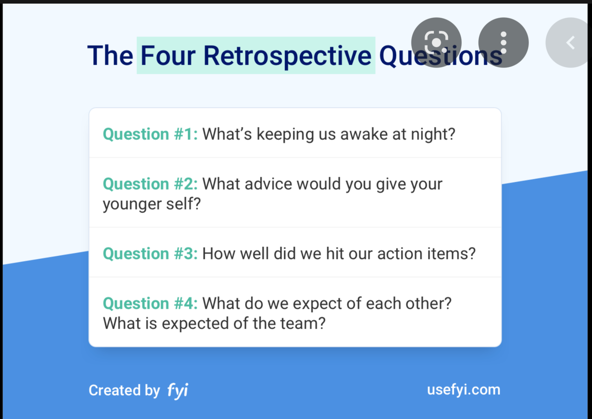 The Four Retrospective Questions
Question #1: What's keeping us awake at night?
Question #2: What advice would you give your
younger self?
Question #3: How well did we hit our action items?
Question #4: What do we expect of each other?
What is expected of the team?
Created by fyi
usefyi.com